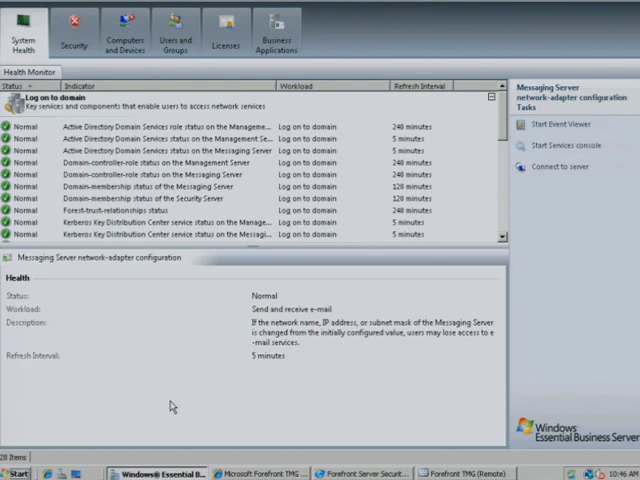 System Health
Security
Computers and Devices
Users and Groups
Licenses
Business Applications
Health Monitor
Status Indicator Workload Refresh Interval
Log on to domain
Key services and components that enable users to access network services
Normal Active Directory Domain Services role status on the Manageme... Log on to domain 240 minutes
Normal Active Directory Domain Services status on the Management S... Log on to domain 5 minutes
Normal Active Directory Domain Services status on the Messaging Server Log on to domain 5 minutes
Normal Domain-controller-role status on the Management Server Log on to domain 240 minutes
Normal Domain-controller-role status on the Messaging Server Log on to domain 240 minutes
Normal Domain-membership status of the Messaging Server Log on to domain 120 minutes
Normal Domain-membership status of the Security Server Log on to domain 120 minutes
Normal Forest-trust-relationships status Log on to domain 240 minutes
Normal Kerberos Key Distribution Center service status on the Manage... Log on to domain 5 minutes
Normal Kerberos Key Distribution Center service status on the Messagi... Log on to domain 5 minutes
Messaging Server network-adapter configuration
Health
Status: Normal
Workload: Send and receive e-mail
Description: If the network name, IP address, or subnet mask of the Messaging Server
is changed from the initially configured value, users may lose access to e
-mail services.
Refresh Interval: 5 minutes
Messaging Server
network-adapter configuration
Tasks
Start Event Viewer
Start Services console
Connect to server
Windows
Essential Business Server
28 Items
Start
Windows® Essential B...
Microsoft Forefront TMG ...
Forefront Server Securit...
Forefront TMG (Remote)
10:46 AM